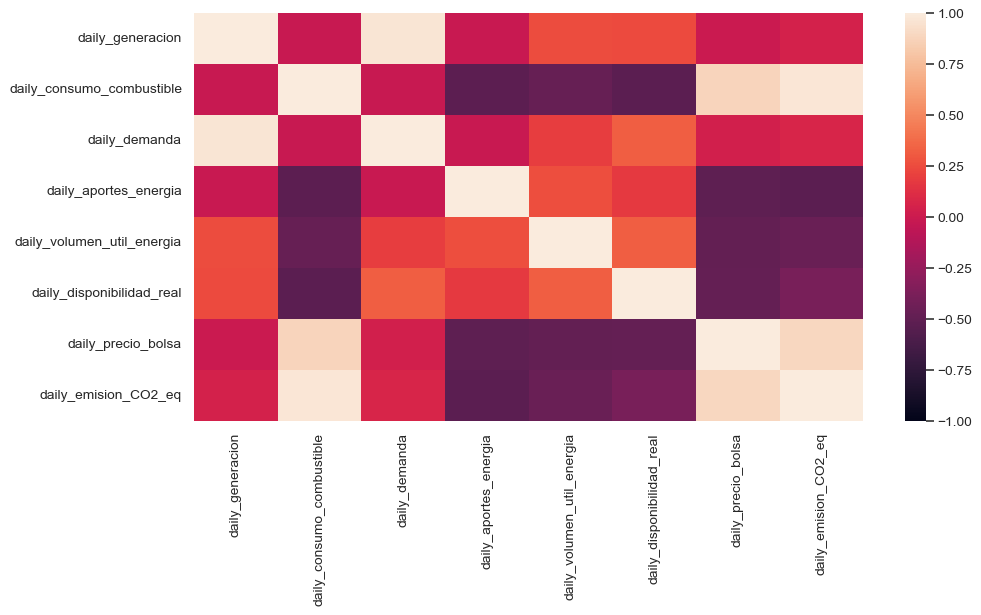 daily_generacion
daily_consumo_combustible
daily_demanda
daily_aportes_energia
daily_volumen_util_energia
daily_disponibilidad_real
daily_precio_bolsa
daily_emision_CO2_eq
daily_generacion
daily_consumo_combustible
daily_demanda
daily_aportes_energia
daily_volumen_util_energia
daily_disponibilidad_real
daily_precio_bolsa
daily_emision_CO2_eq
1.00
0.75
0.50
0.25
0.00
−0.25
−0.50
−0.75
−1.00